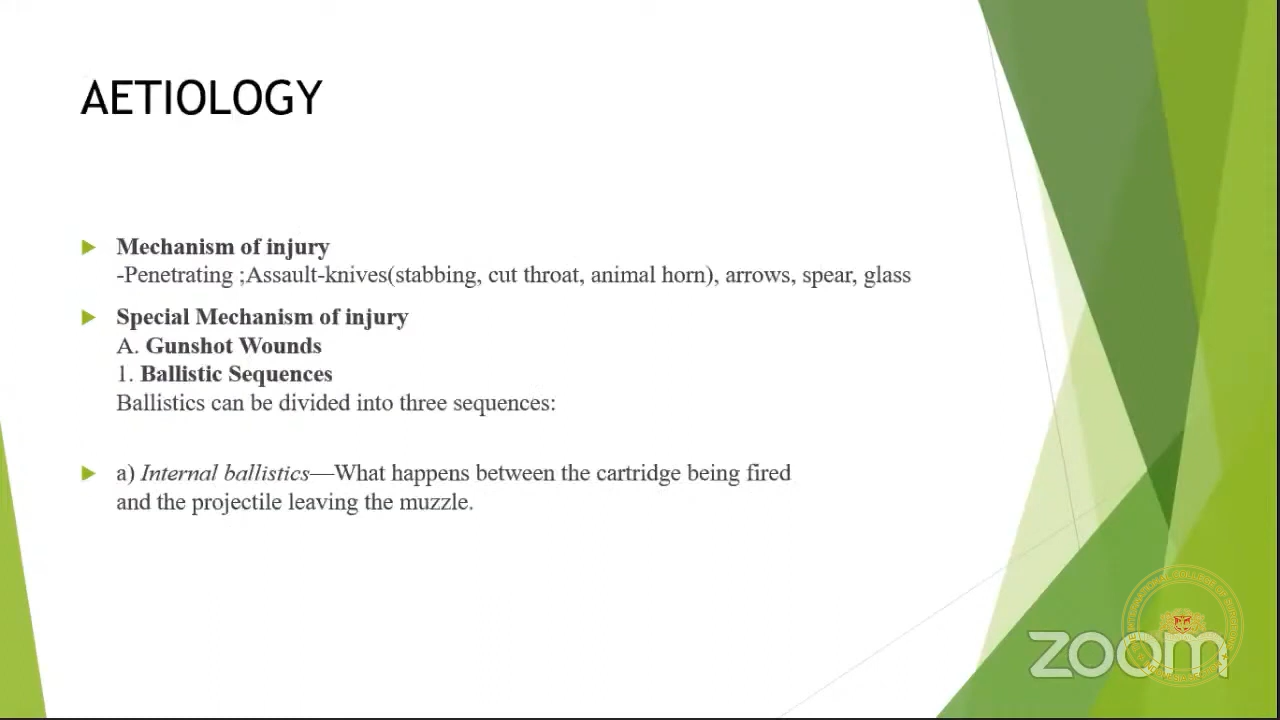 AETIOLOGY
Mechanism of injury
-Penetrating ;Assault-knives(stabbing, cut throat, animal horn), arrows, spear, glass
Special Mechanism of injury
A. Gunshot Wounds
1. Ballistic Sequences
Ballistics can be divided into three sequences:
a) Internal ballistics—What happens between the cartridge being fired
and the projectile leaving the muzzle.
zoom